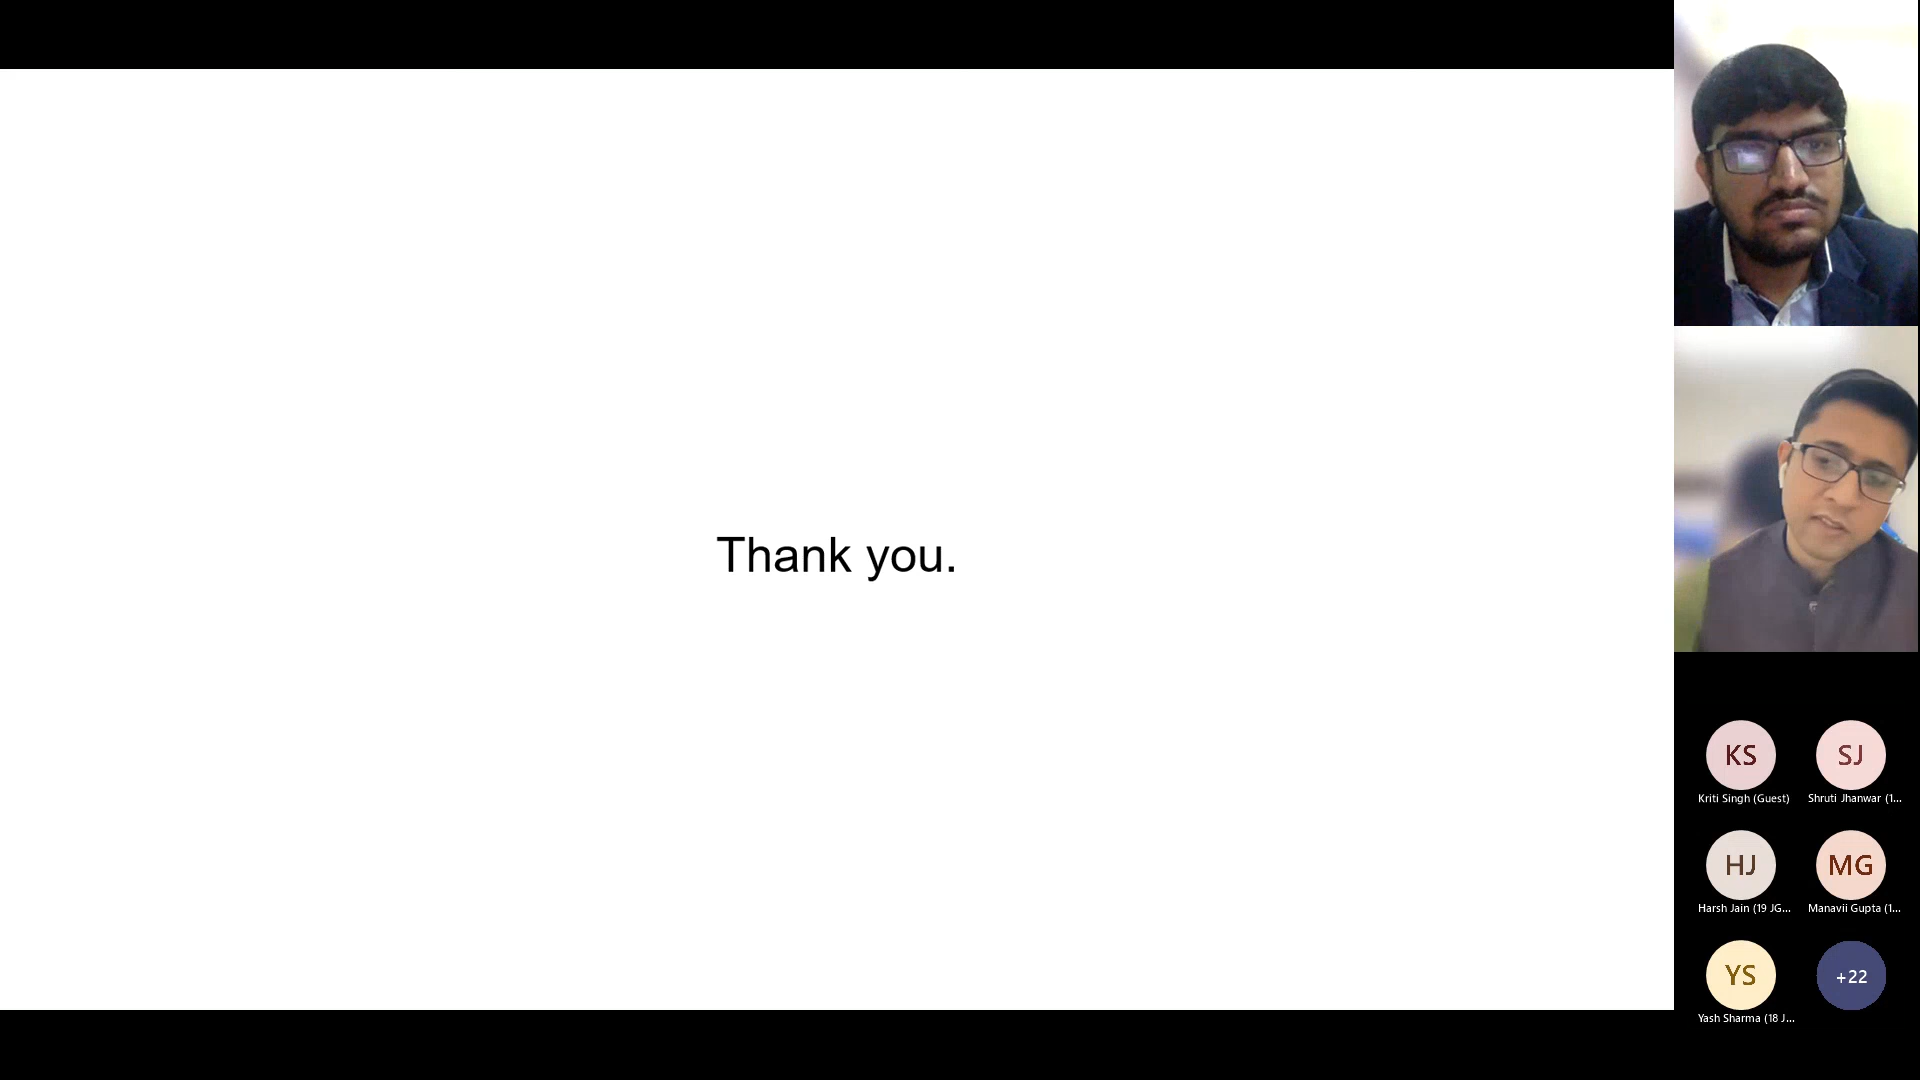 Thank you.
KS
SJ
Kriti Singh (Guest)
Shruti Jhanwar (1...
HJ
MG
Harsh Jain (19 JG...
Manavii Gupta (1...
YS
+22
Yash Sharma (18 J...